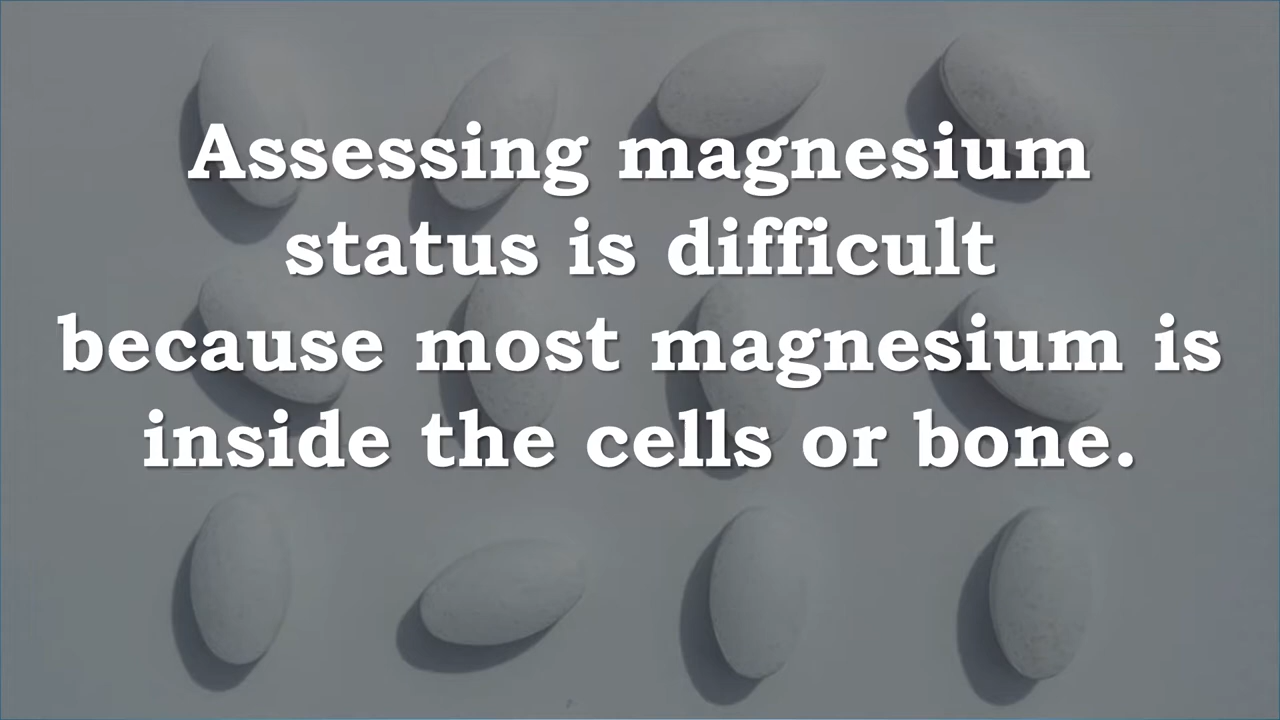 Assessing magnesium
status is difficult
because most magnesium is
inside the cells or bone.